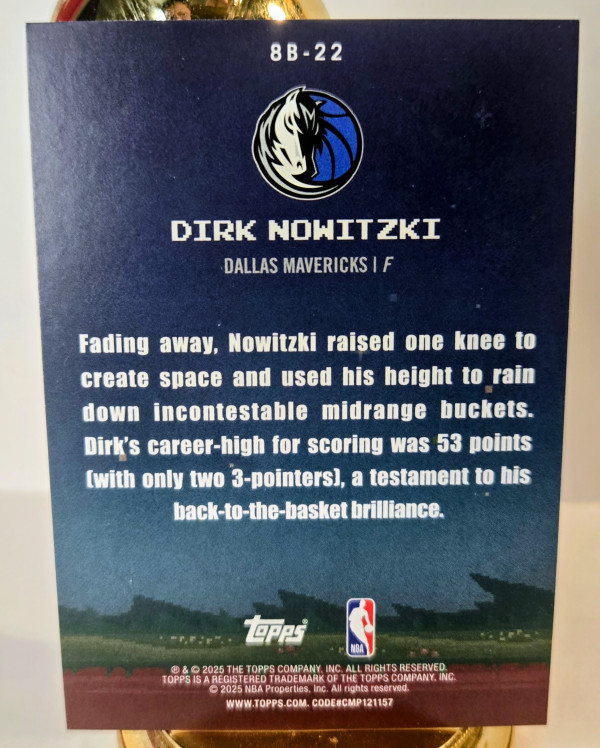 8B-22
DIRK NOWITZKI
DALLAS MAVERICKS | F
Fading away, Nowitzki raised one knee to
create space and used his height to rain
down incontestable midrange buckets.
Dirk's career-high for scoring was 53 points
(with only two 3-pointers), a testament to his
back-to-the-basket brilliance.
topps
NBA
® & © 2025 THE TOPPS COMPANY, INC. ALL RIGHTS RESERVED.
TOPPS IS A REGISTERED TRADEMARK OF THE TOPPS COMPANY, INC.
© 2025 NBA Properties, Inc. All rights reserved.
WWW.TOPPS.COM. CODE#CMP121157